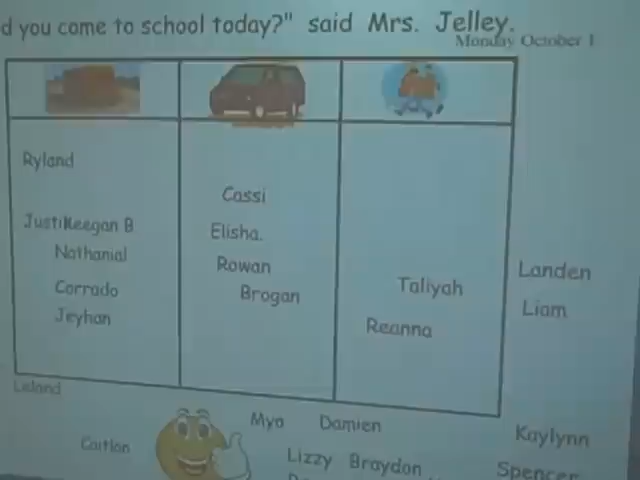 d you come to school today?" said Mrs. Jelley.
Monday October 1
Ryland
Cassi
JustiKeegan B
Elisha.
Nathanial
Rowan
Landen
Corrado
Brogan
Taliyah
Liam
Jeyhan
Reanna
Leland
Mya Damien
Kaylynn
Caitlon
Lizzy Braydon
Spencer